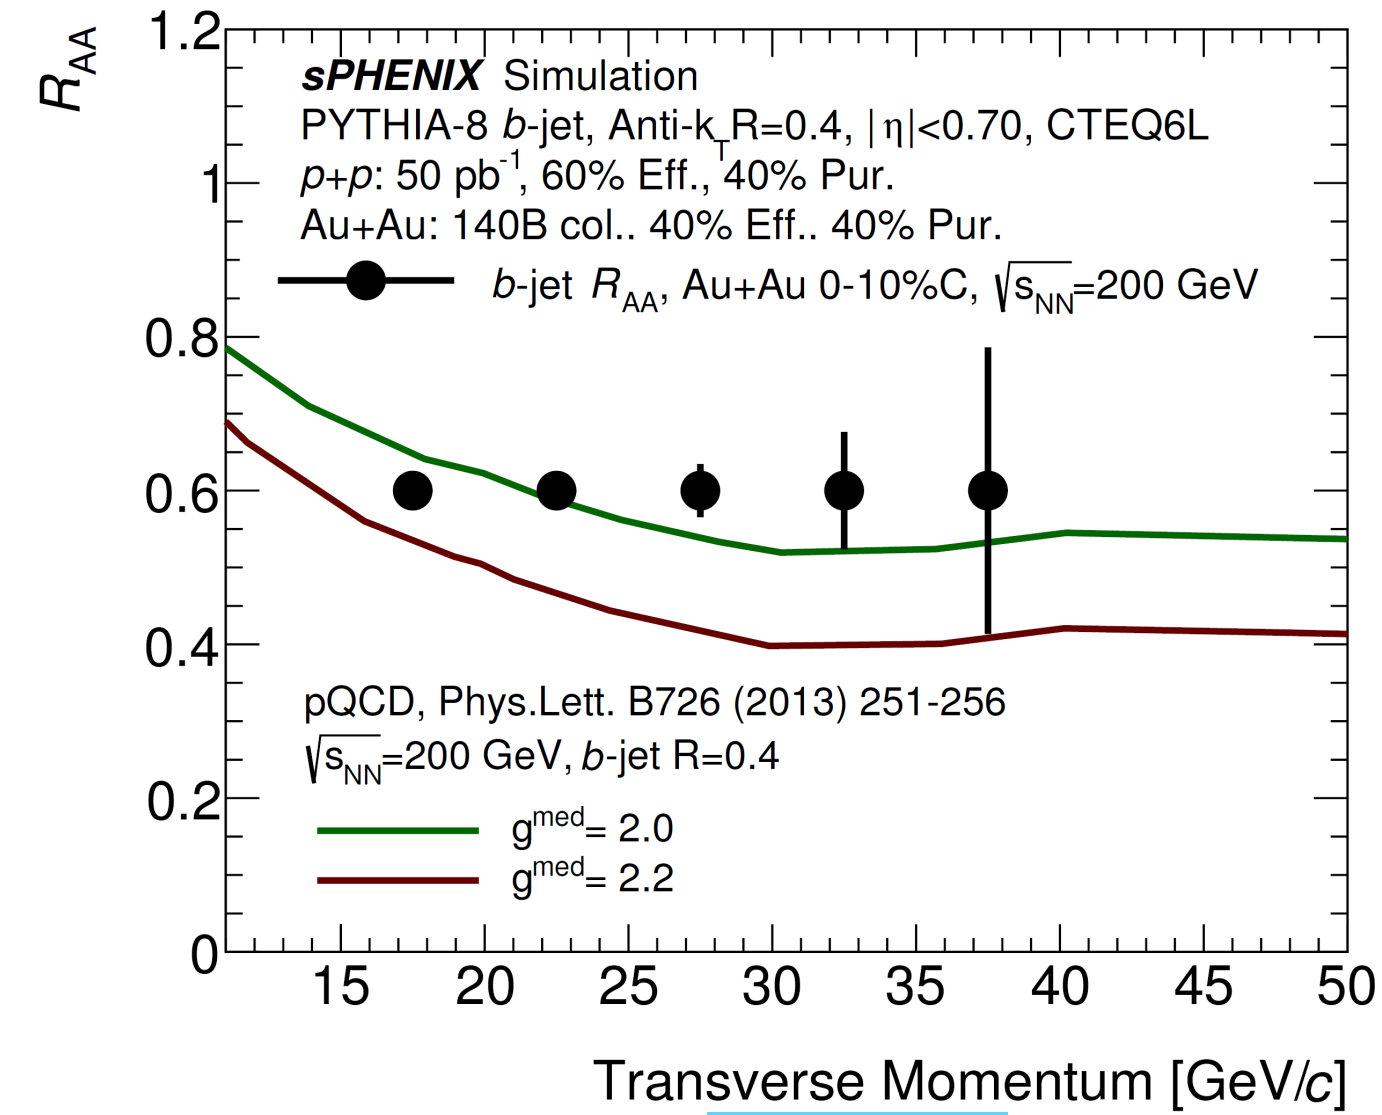 R_AA
1.2
sPHENIX Simulation
PYTHIA-8 b-jet, Anti-k_T R=0.4, |η|<0.70, CTEQ6L
p+p: 50 pb^-1, 60% Eff., 40% Pur.
1
Au+Au: 140B col.. 40% Eff.. 40% Pur.
b-jet R_AA, Au+Au 0-10%C, √s_NN=200 GeV
0.8
0.6
0.4
pQCD, Phys.Lett. B726 (2013) 251-256
√s_NN=200 GeV, b-jet R=0.4
0.2
g^med= 2.0
g^med= 2.2
0
15 20 25 30 35 40 45 50
Transverse Momentum [GeV/c]